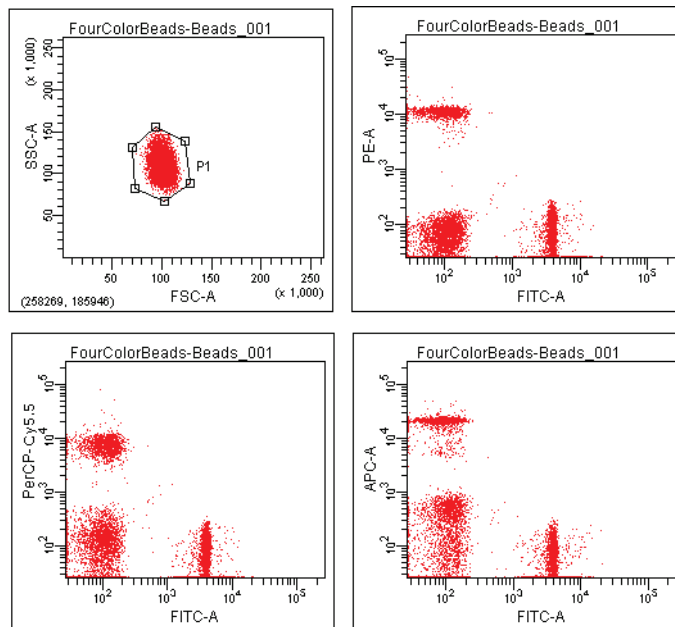 FourColorBeads-Beads_001
SSC-A
(x 1,000)
50 100 150 200 250
P1
50 100 150 200 250
FSC-A
(x 1,000)
(258269, 185946)
FourColorBeads-Beads_001
PE-A
10^2 10^3 10^4 10^5
10^2 10^3 10^4 10^5
FITC-A
FourColorBeads-Beads_001
PerCP-Cy5.5
10^2 10^3 10^4 10^5
10^2 10^3 10^4 10^5
FITC-A
FourColorBeads-Beads_001
APC-A
10^2 10^3 10^4 10^5
10^2 10^3 10^4 10^5
FITC-A